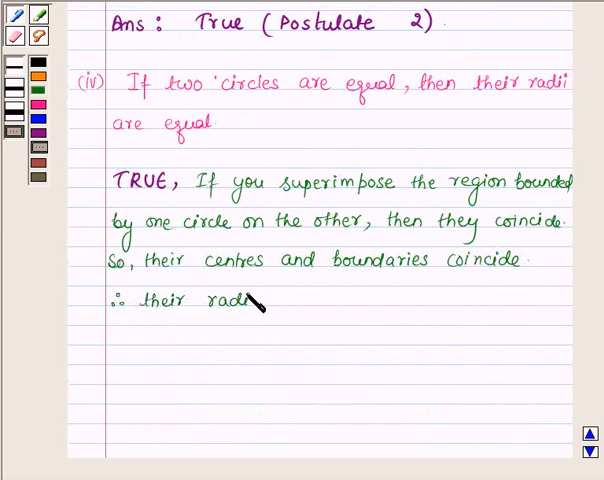 Ans : True (Postulate 2).
(iv) If two circles are equal, then their radii
are equal.
TRUE, If you superimpose the region bounded
by one circle on the other, then they coincide.
So, their centres and boundaries coincide.
∴ their radi